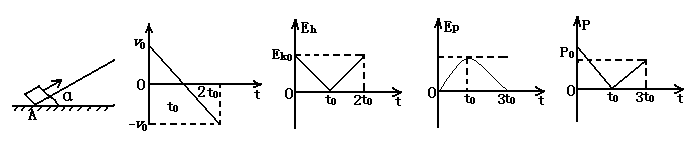 A α
v₀ 0 t₀ 2t₀ t -v₀
Eₖ Eₖ₀ 0 t₀ 2t₀ t
Eₚ 0 t₀ 3t₀ t
P P₀ 0 t₀ 3t₀ t